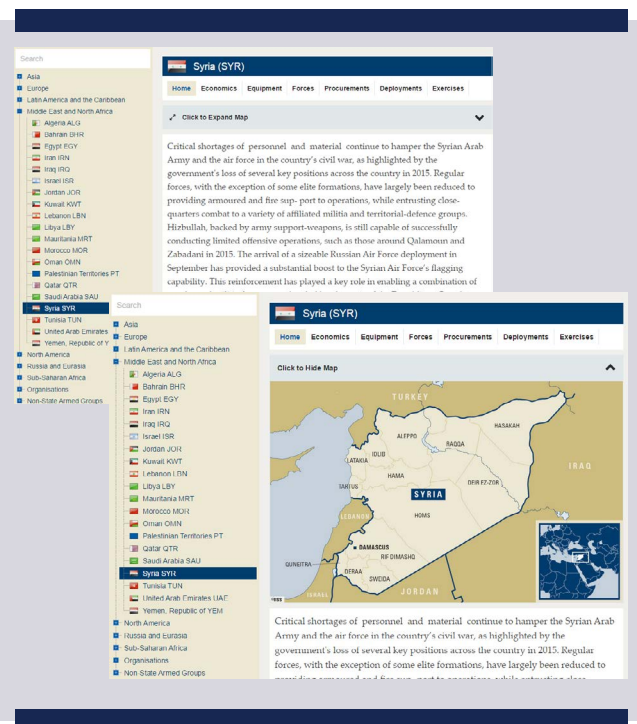 Search
Asia
Europe
Latin America and the Caribbean
Middle East and North Africa
Algeria ALG
Bahrain BHR
Egypt EGY
Iran IRN
Iraq IRQ
Israel ISR
Jordan JOR
Kuwait KWT
Lebanon LBN
Libya LBY
Mauritania MRT
Morocco MOR
Oman OMN
Palestinian Territories PT
Qatar QTR
Saudi Arabia SAU
Syria SYR
Tunisia TUN
United Arab Emirates
Yemen, Republic of Y
North America
Russia and Eurasia
Sub-Saharan Africa
Organisations
Non-State Armed Groups
Syria (SYR)
Home Economics Equipment Forces Procurements Deployments Exercises
Click to Expand Map
Critical shortages of personnel and material continue to hamper the Syrian Arab
Army and the air force in the country's civil war, as highlighted by the
government's loss of several key positions across the country in 2015. Regular
forces, with the exception of some elite formations, have largely been reduced to
providing armoured and fire sup- port to operations, while entrusting close-
quarters combat to a variety of affiliated militia and territorial-defence groups.
Hizbullah, backed by army support-weapons, is still capable of successfully
conducting limited offensive operations, such as those around Qalamoun and
Zabadani in 2015. The arrival of a sizeable Russian Air Force deployment in
September has provided a substantial boost to the Syrian Air Force's flagging
capability. This reinforcement has played a key role in enabling a combination of
Search
Asia
Europe
Latin America and the Caribbean
Middle East and North Africa
Algeria ALG
Bahrain BHR
Egypt EGY
Iran IRN
Iraq IRQ
Israel ISR
Jordan JOR
Kuwait KWT
Lebanon LBN
Libya LBY
Mauritania MRT
Morocco MOR
Oman OMN
Palestinian Territories PT
Qatar QTR
Saudi Arabia SAU
Syria SYR
Tunisia TUN
United Arab Emirates UAE
Yemen, Republic of YEM
North America
Russia and Eurasia
Sub-Saharan Africa
Organisations
Non-State Armed Groups
Syria (SYR)
Home Economics Equipment Forces Procurements Deployments Exercises
Click to Hide Map
TURKEY
HASAKAH
ALEPPO
RAQQA
IDLIB
LATAKIA
IRAQ
HAMA
DEIR EZ-ZOR
TARTUS
SYRIA
LEBANON
HOMS
DAMASCUS
RIF DIMASHQ
QUNEITRA
DERAA
SWEIDA
JORDAN
ISRAEL
©IISS
Critical shortages of personnel and material continue to hamper the Syrian Arab
Army and the air force in the country's civil war, as highlighted by the
government's loss of several key positions across the country in 2015. Regular
forces, with the exception of some elite formations, have largely been reduced to
providing armoured and fire sup- port to operations, while entrusting close-